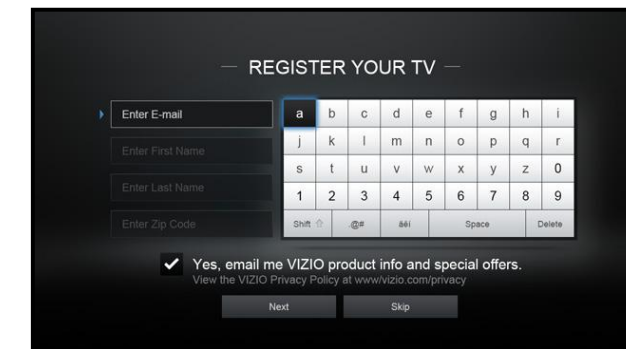 REGISTER YOUR TV
Enter E-mail
Enter First Name
Enter Last Name
Enter Zip Code
a b c d e f g h i
j k l m n o p q r
s t u v w x y z 0
1 2 3 4 5 6 7 8 9
Shift .@# äéí Space Delete
Yes, email me VIZIO product info and special offers.
View the VIZIO Privacy Policy at www/vizio.com/privacy
Next Skip